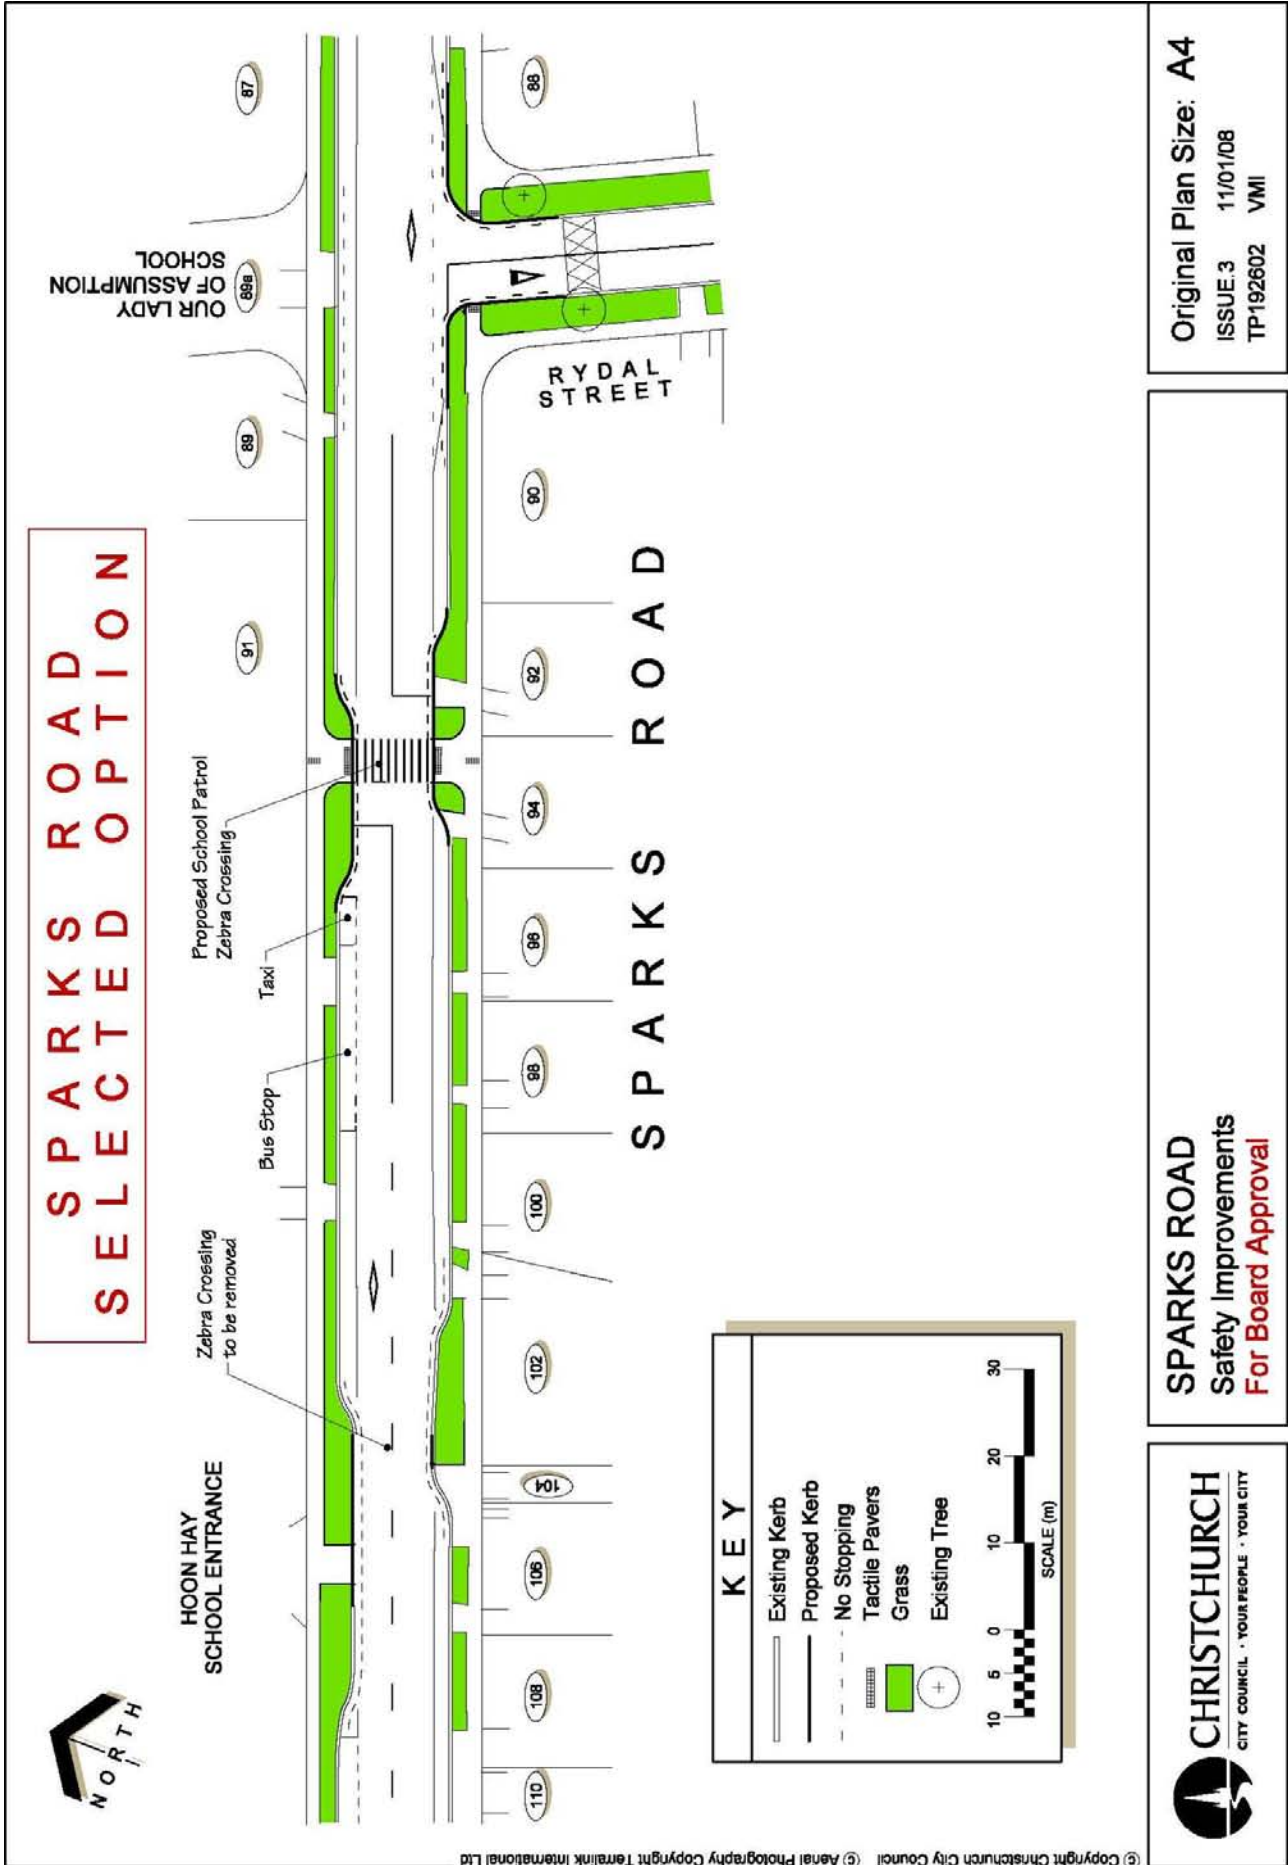 SPARKS ROAD
SELECTED OPTION
NORTH
HOON HAY
SCHOOL ENTRANCE
Zebra Crossing
to be removed
Bus Stop
Taxi
Proposed School Patrol
Zebra Crossing
91
89
OUR LADY
OF ASSUMPTION
SCHOOL
89a
87
110
108
106
104
102
100
98
96
94
92
90
88
RYDAL
STREET
SPARKS ROAD
KEY
Existing Kerb
Proposed Kerb
No Stopping
Tactile Pavers
Grass
Existing Tree
10 5 0 10 20 30
SCALE (m)
© Copyright Christchurch City Council © Aerial Photography Copyright Terralink International Ltd
CHRISTCHURCH
CITY COUNCIL · YOUR PEOPLE · YOUR CITY
SPARKS ROAD
Safety Improvements
For Board Approval
Original Plan Size: A4
ISSUE.3 11/01/08
TP192602 VMI